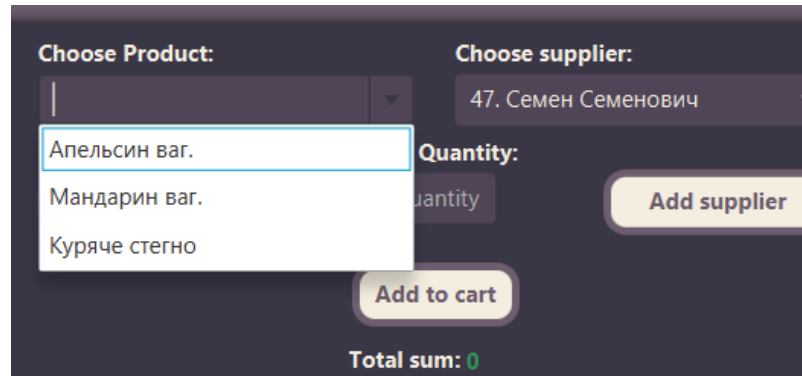 Choose Product:
Choose supplier:
47. Семен Семенович
Апельсин ваг.
Мандарин ваг.
Куряче стегно
Quantity:
Add supplier
Add to cart
Total sum: 0